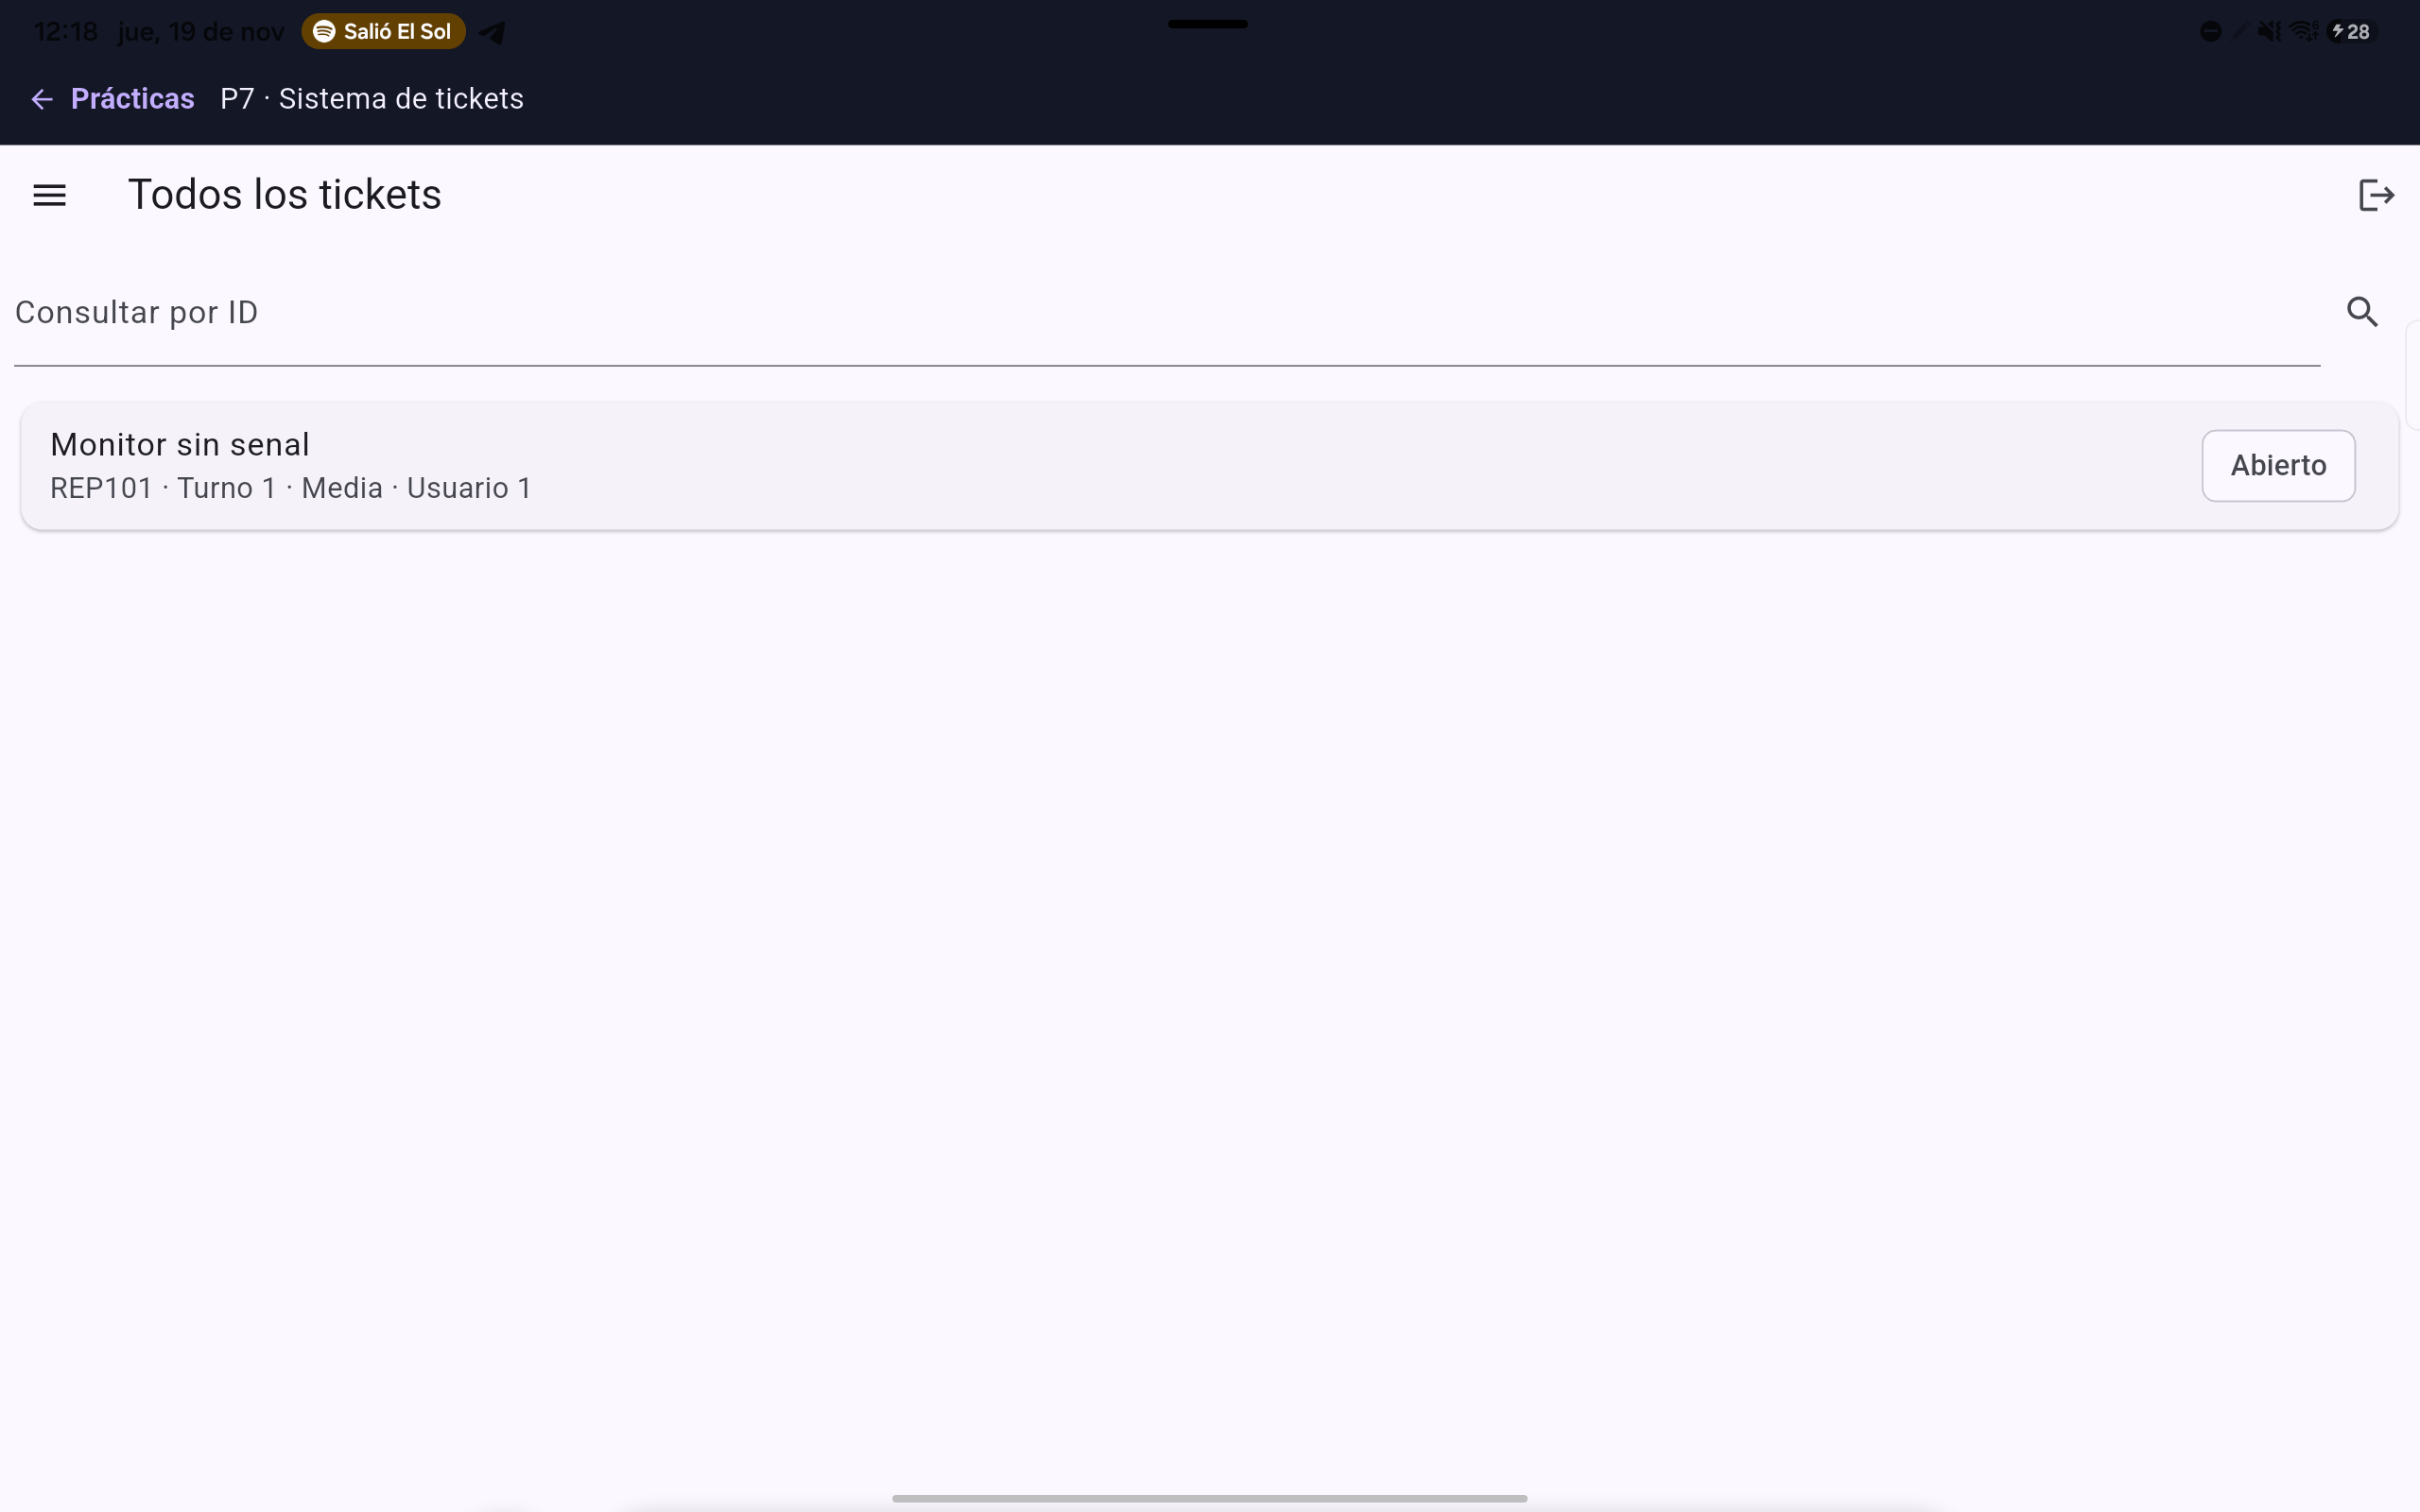 12:18 jue, 19 de nov Salió El Sol 28
Prácticas P7 · Sistema de tickets
Todos los tickets
Consultar por ID
Monitor sin senal
REP101 · Turno 1 · Media · Usuario 1
Abierto